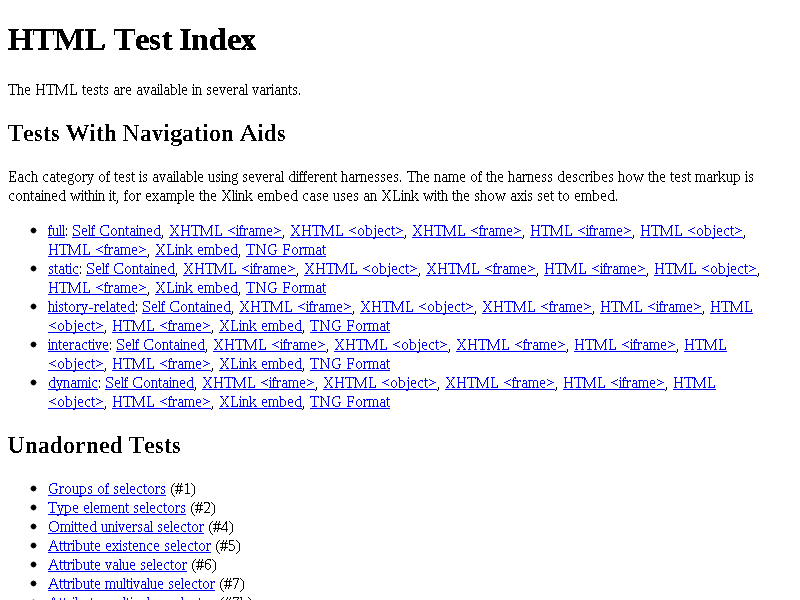 HTML Test Index
The HTML tests are available in several variants.
Tests With Navigation Aids
Each category of test is available using several different harnesses. The name of the harness describes how the test markup is
contained within it, for example the Xlink embed case uses an XLink with the show axis set to embed.
full: Self Contained, XHTML <iframe>, XHTML <object>, XHTML <frame>, HTML <iframe>, HTML <object>,
HTML <frame>, XLink embed, TNG Format
static: Self Contained, XHTML <iframe>, XHTML <object>, XHTML <frame>, HTML <iframe>, HTML <object>,
HTML <frame>, XLink embed, TNG Format
history-related: Self Contained, XHTML <iframe>, XHTML <object>, XHTML <frame>, HTML <iframe>, HTML
<object>, HTML <frame>, XLink embed, TNG Format
interactive: Self Contained, XHTML <iframe>, XHTML <object>, XHTML <frame>, HTML <iframe>, HTML
<object>, HTML <frame>, XLink embed, TNG Format
dynamic: Self Contained, XHTML <iframe>, XHTML <object>, XHTML <frame>, HTML <iframe>, HTML
<object>, HTML <frame>, XLink embed, TNG Format
Unadorned Tests
Groups of selectors (#1)
Type element selectors (#2)
Omitted universal selector (#4)
Attribute existence selector (#5)
Attribute value selector (#6)
Attribute multivalue selector (#7)